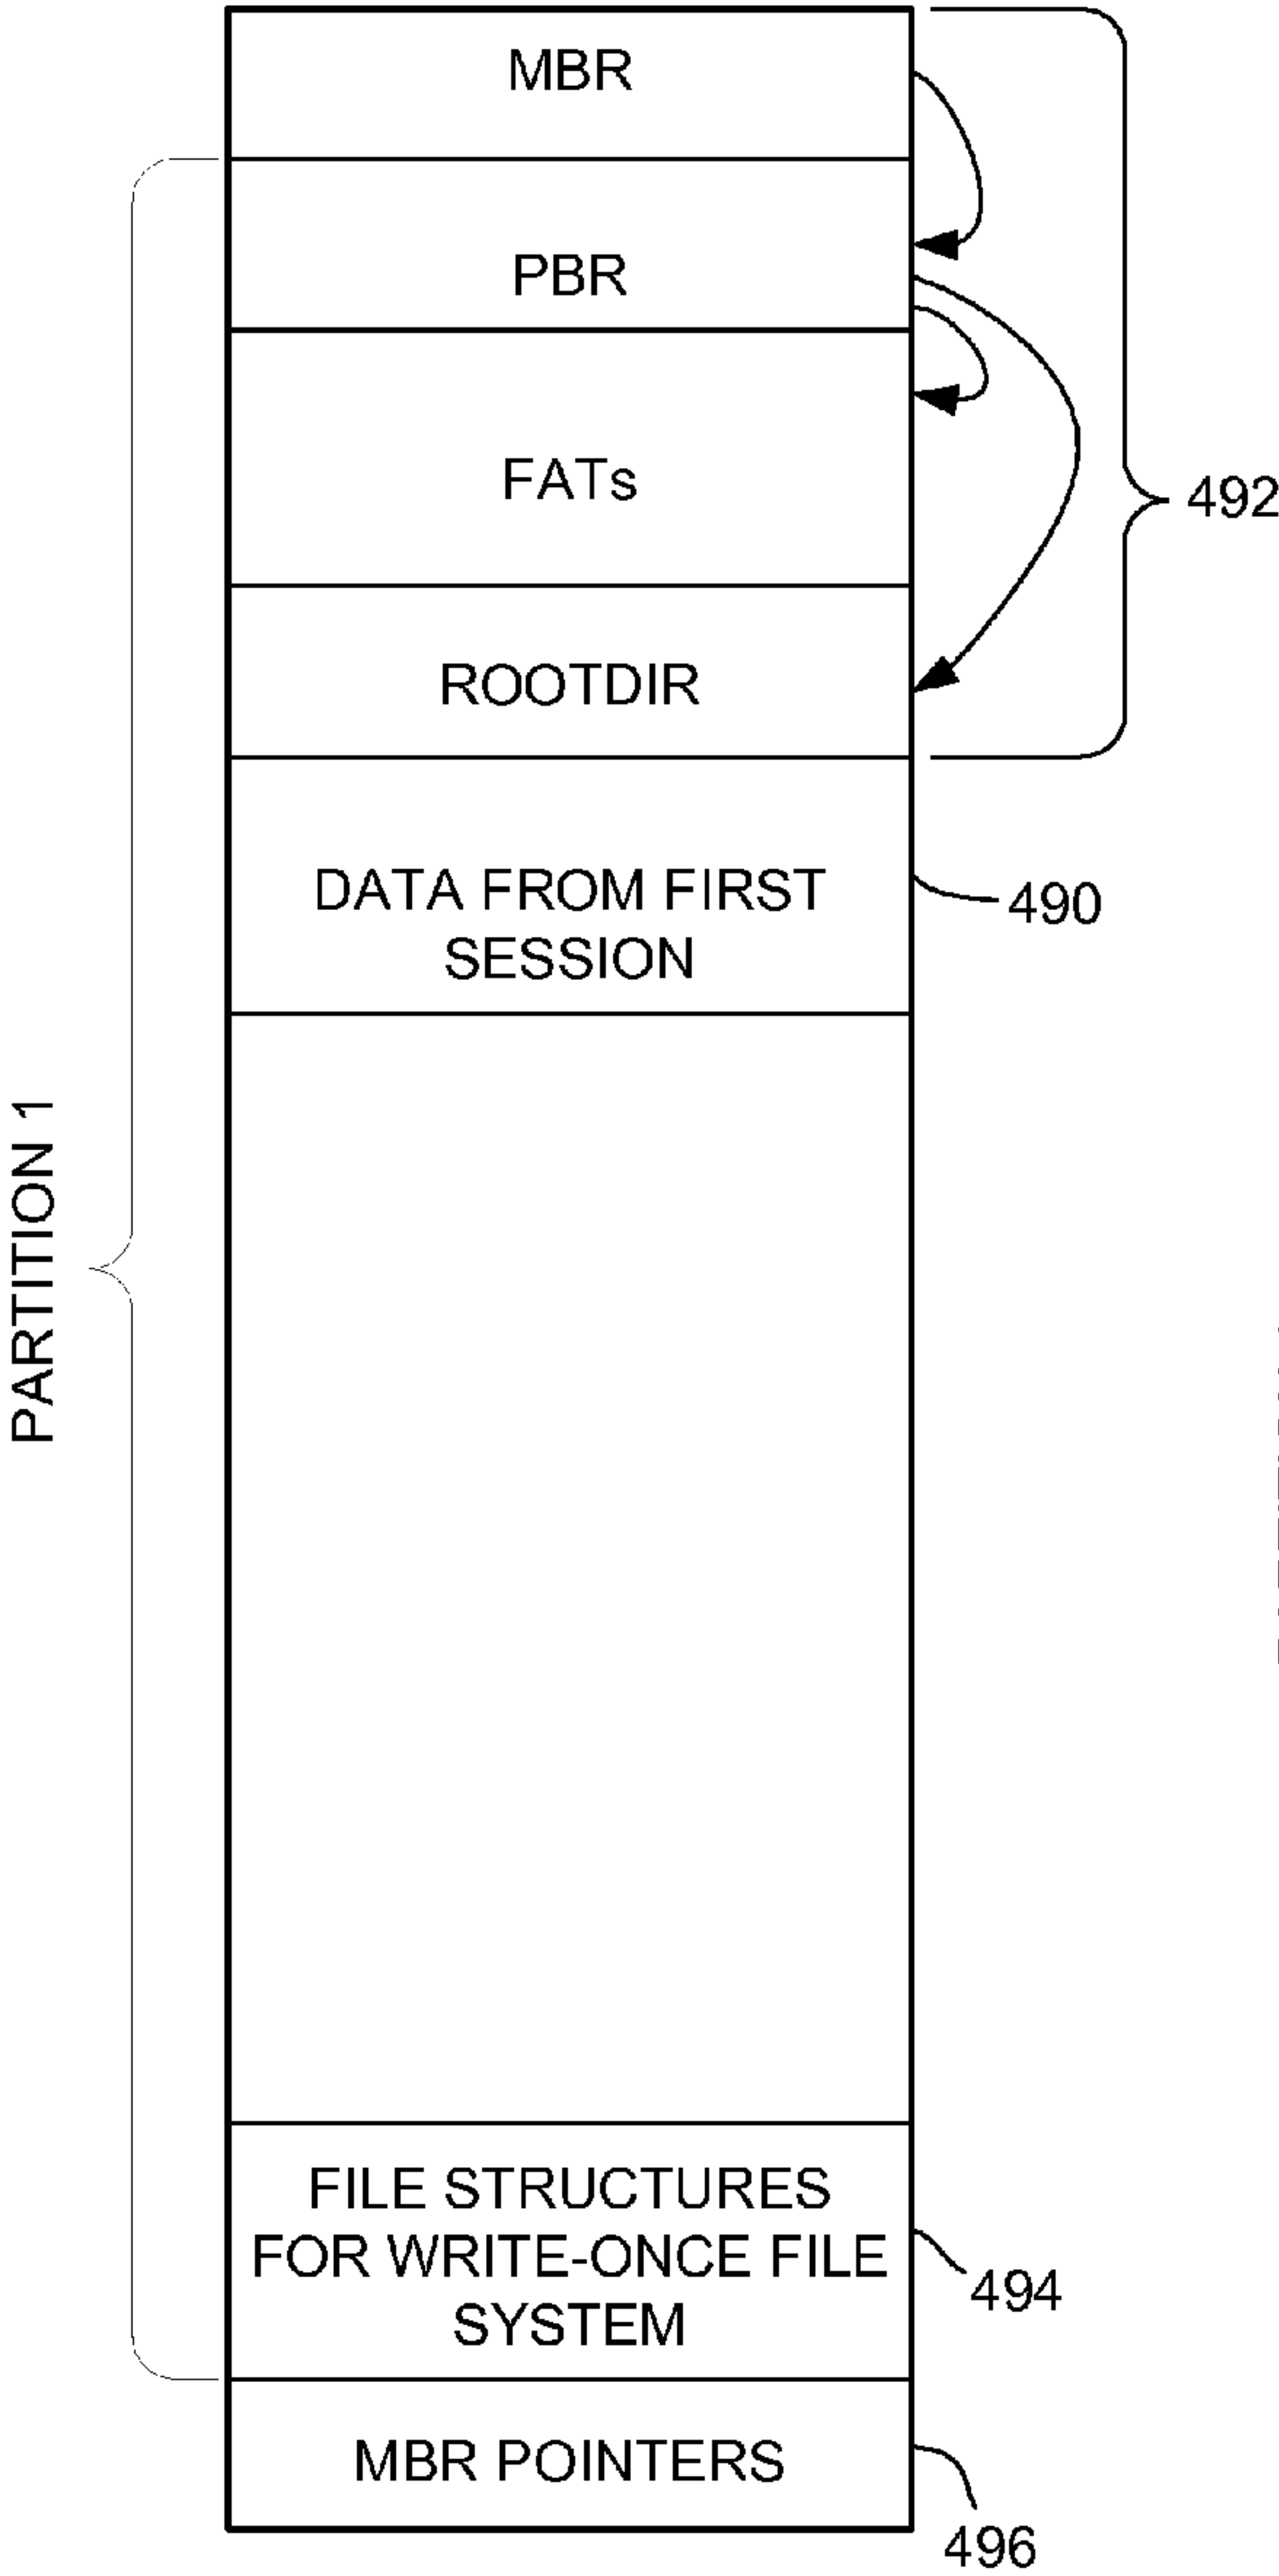 MBR
PBR
FATs
492
ROOTDIR
DATA FROM FIRST
SESSION
490
PARTITION 1
FILE STRUCTURES
FOR WRITE-ONCE FILE
SYSTEM
494
MBR POINTERS
496